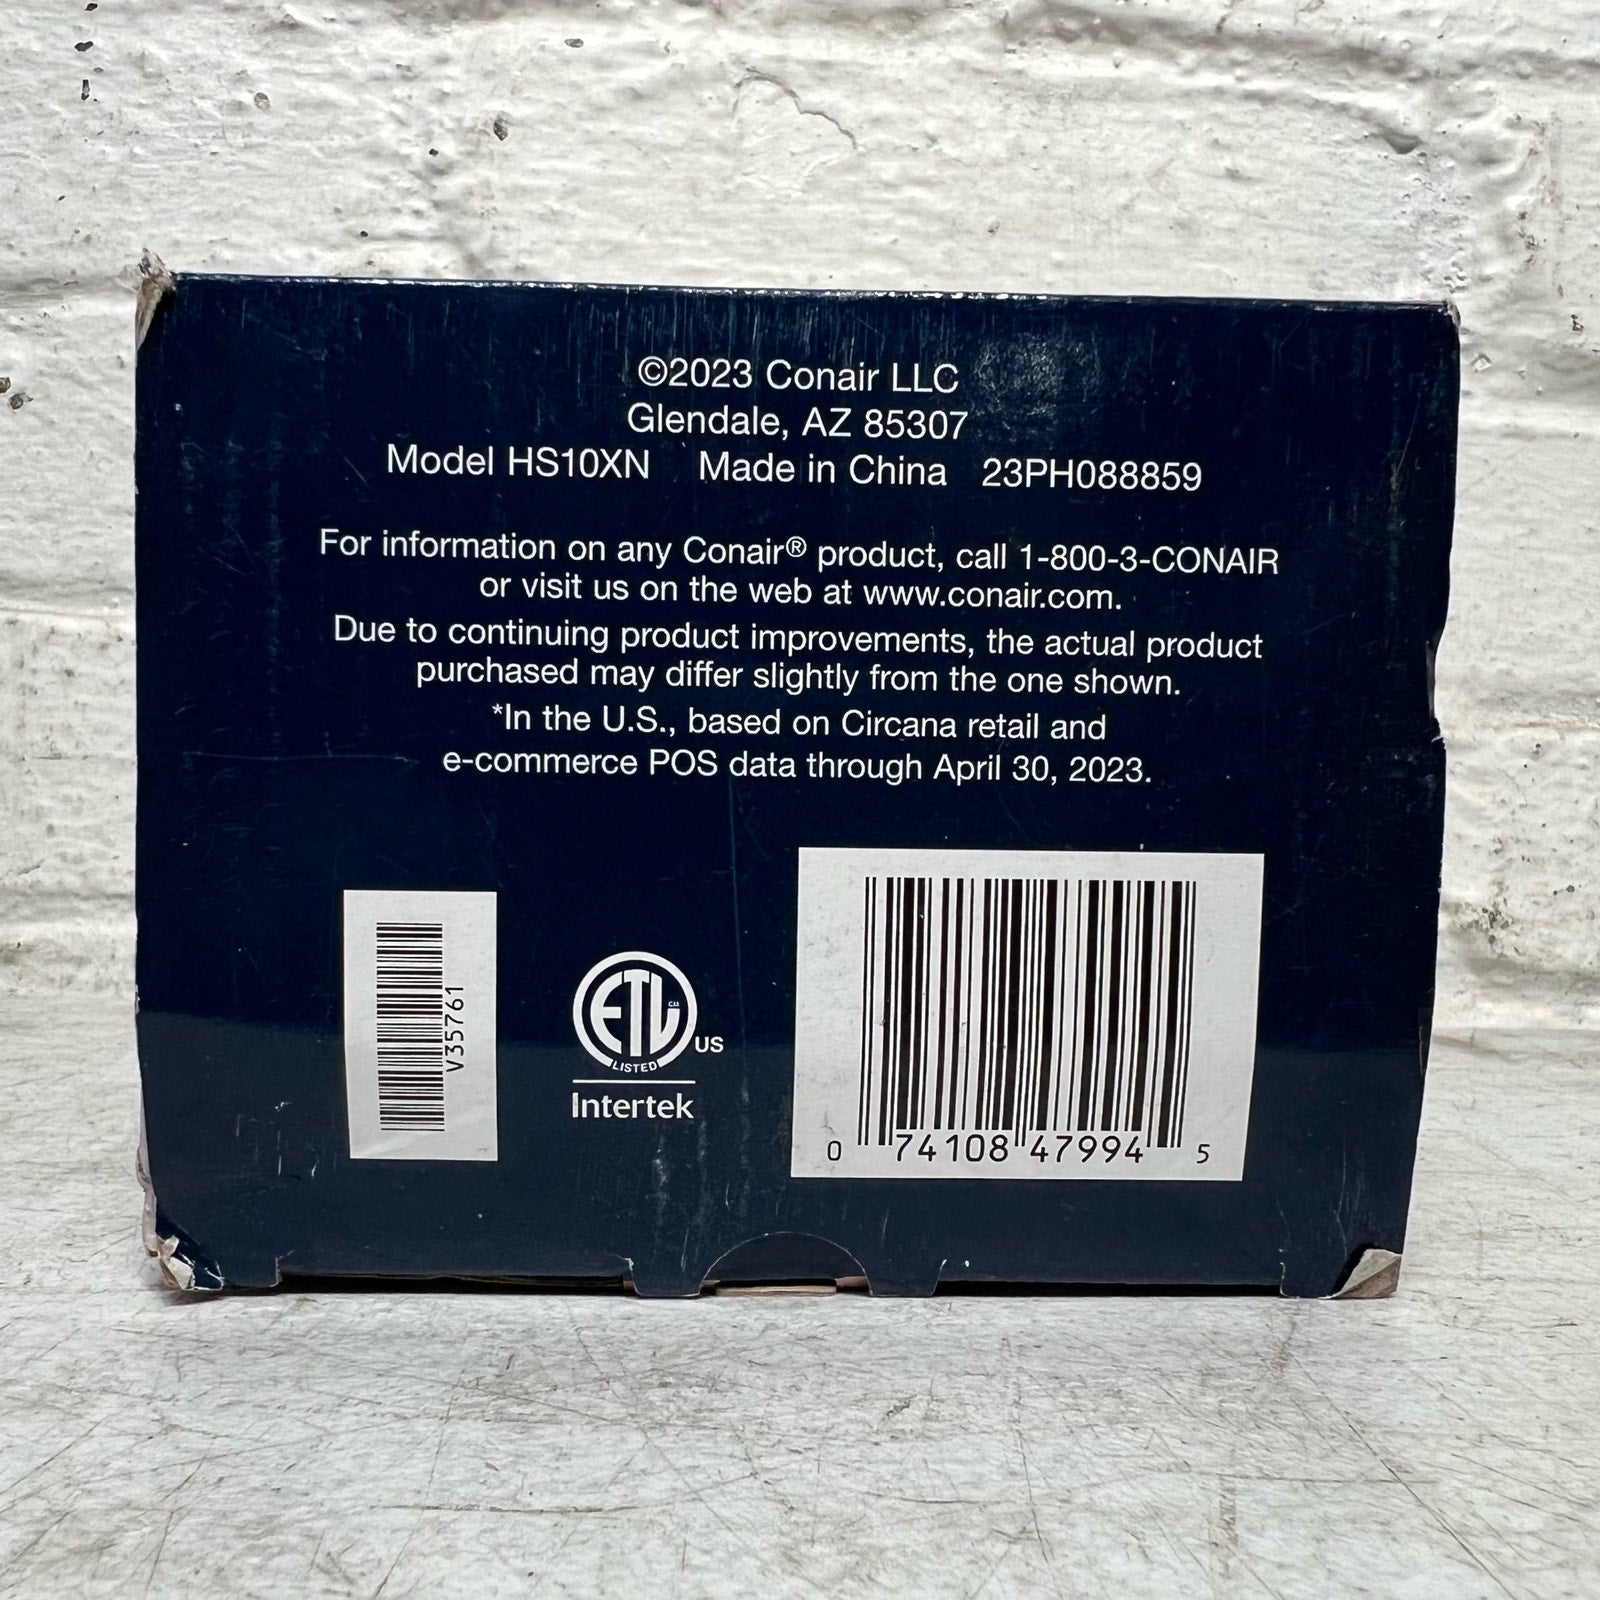 ©2023 Conair LLC
Glendale, AZ 85307
Model HS10XN Made in China 23PH088859
For information on any Conair® product, call 1-800-3-CONAIR
or visit us on the web at www.conair.com.
Due to continuing product improvements, the actual product
purchased may differ slightly from the one shown.
*In the U.S., based on Circana retail and
e-commerce POS data through April 30, 2023.
V35761
ETL CM
US
LISTED
Intertek
0 74108 47994 5